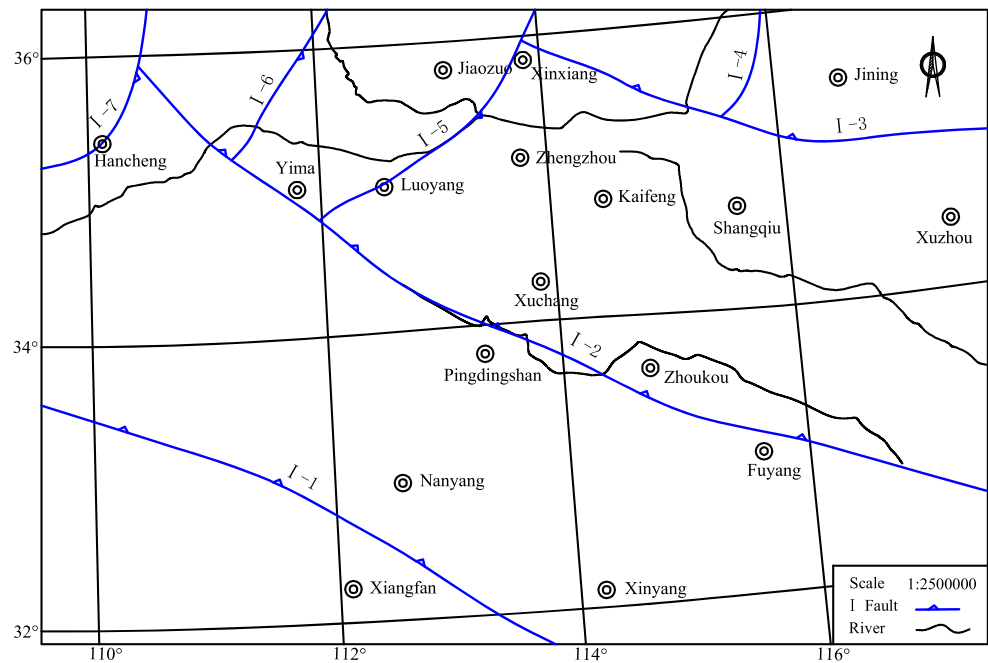 36°
34°
32°
110°
112°
114°
116°
Jiaozuo
Xinxiang
Jining
Ⅰ-4
Ⅰ-3
Ⅰ-6
Ⅰ-7
Ⅰ-5
Hancheng
Yima
Luoyang
Zhengzhou
Kaifeng
Shangqiu
Xuzhou
Xuchang
Ⅰ-2
Pingdingshan
Zhoukou
Fuyang
Ⅰ-1
Nanyang
Xiangfan
Xinyang
Scale 1:2500000
Ⅰ Fault
River